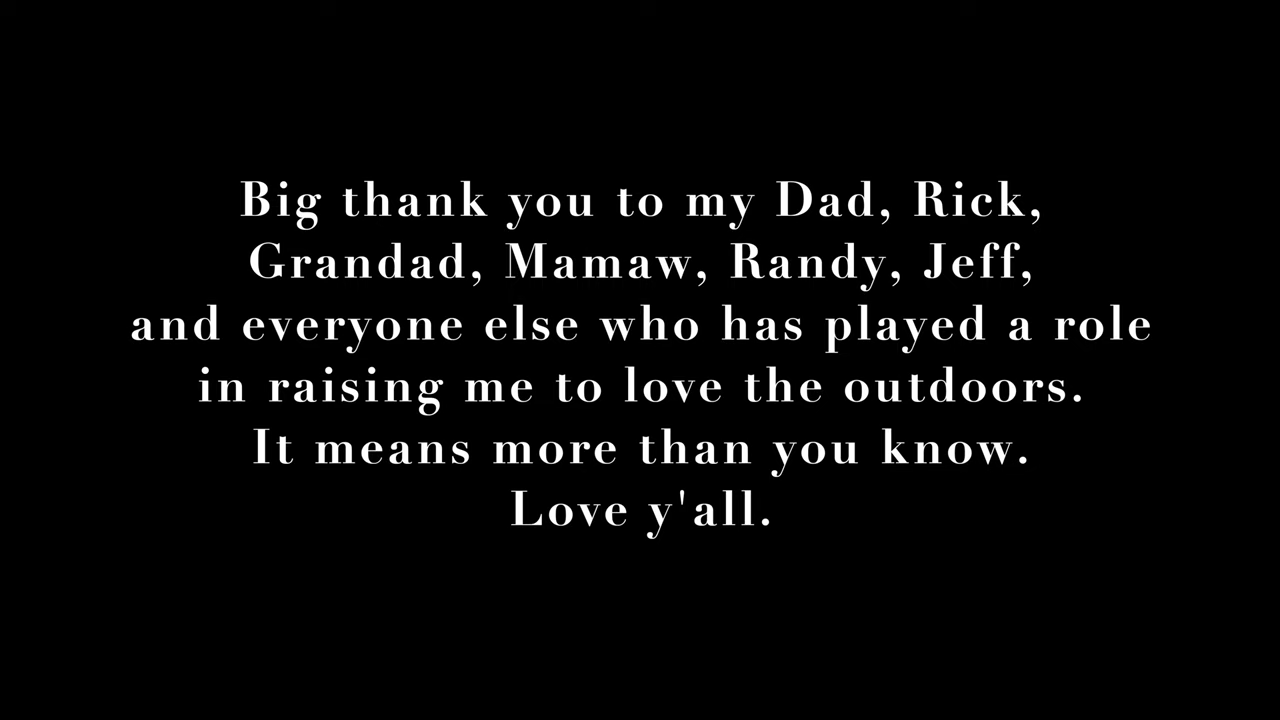 Big thank you to my Dad, Rick,
Grandad, Mamaw, Randy, Jeff,
and everyone else who has played a role
in raising me to love the outdoors.
It means more than you know.
Love y'all.